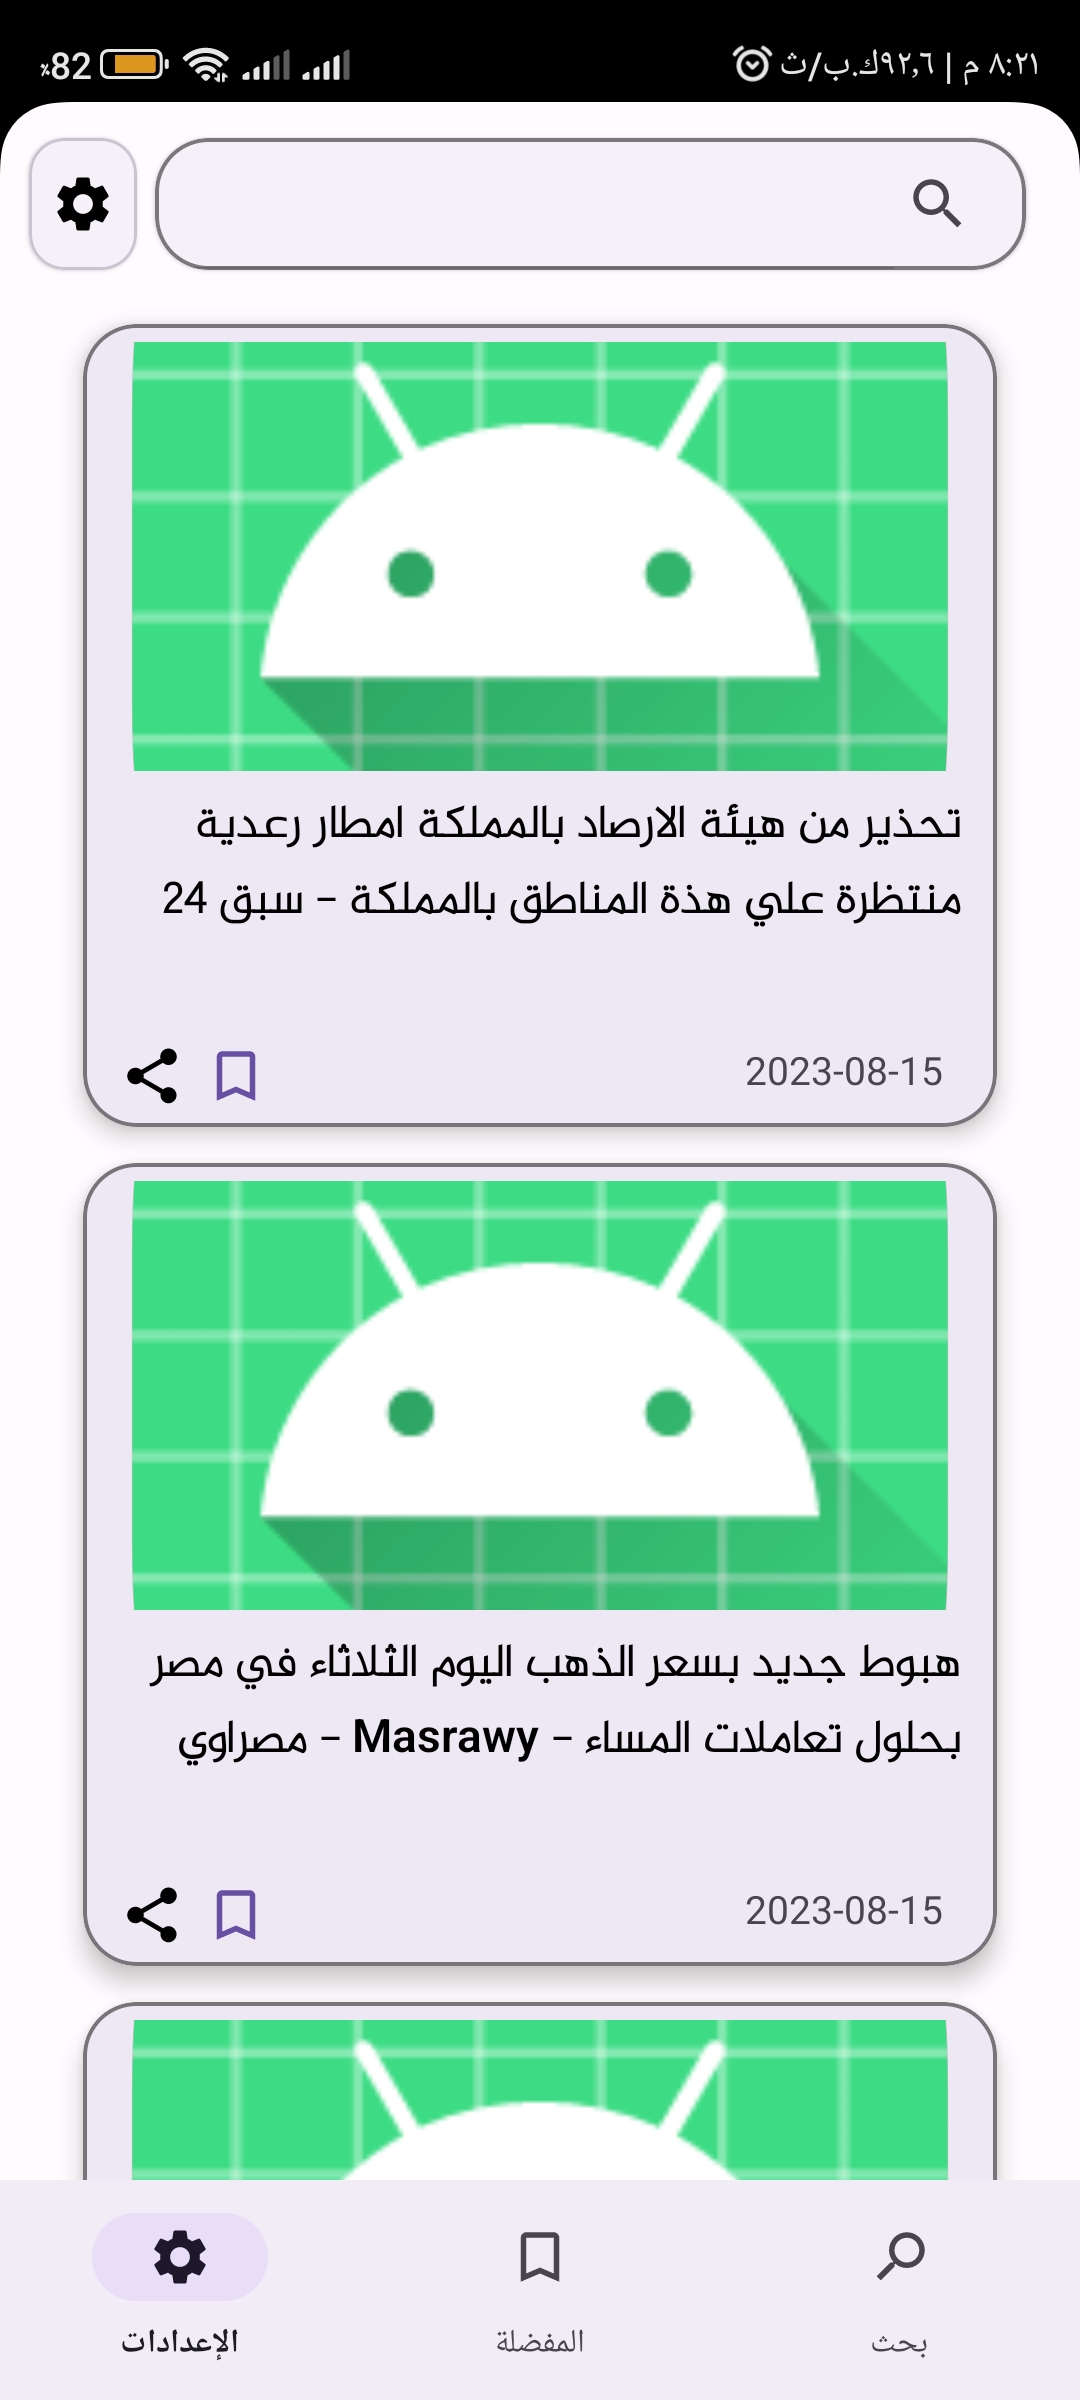 ٨:٢١ م | ٩٢,٦ك.ب/ث
82٪
تحذير من هيئة الارصاد بالمملكة امطار رعدية
منتظرة علي هذة المناطق بالمملكة – سبق 24
2023-08-15
هبوط جديد بسعر الذهب اليوم الثلاثاء في مصر
بحلول تعاملات المساء – Masrawy – مصراوي
2023-08-15
بحث
المفضلة
الإعدادات